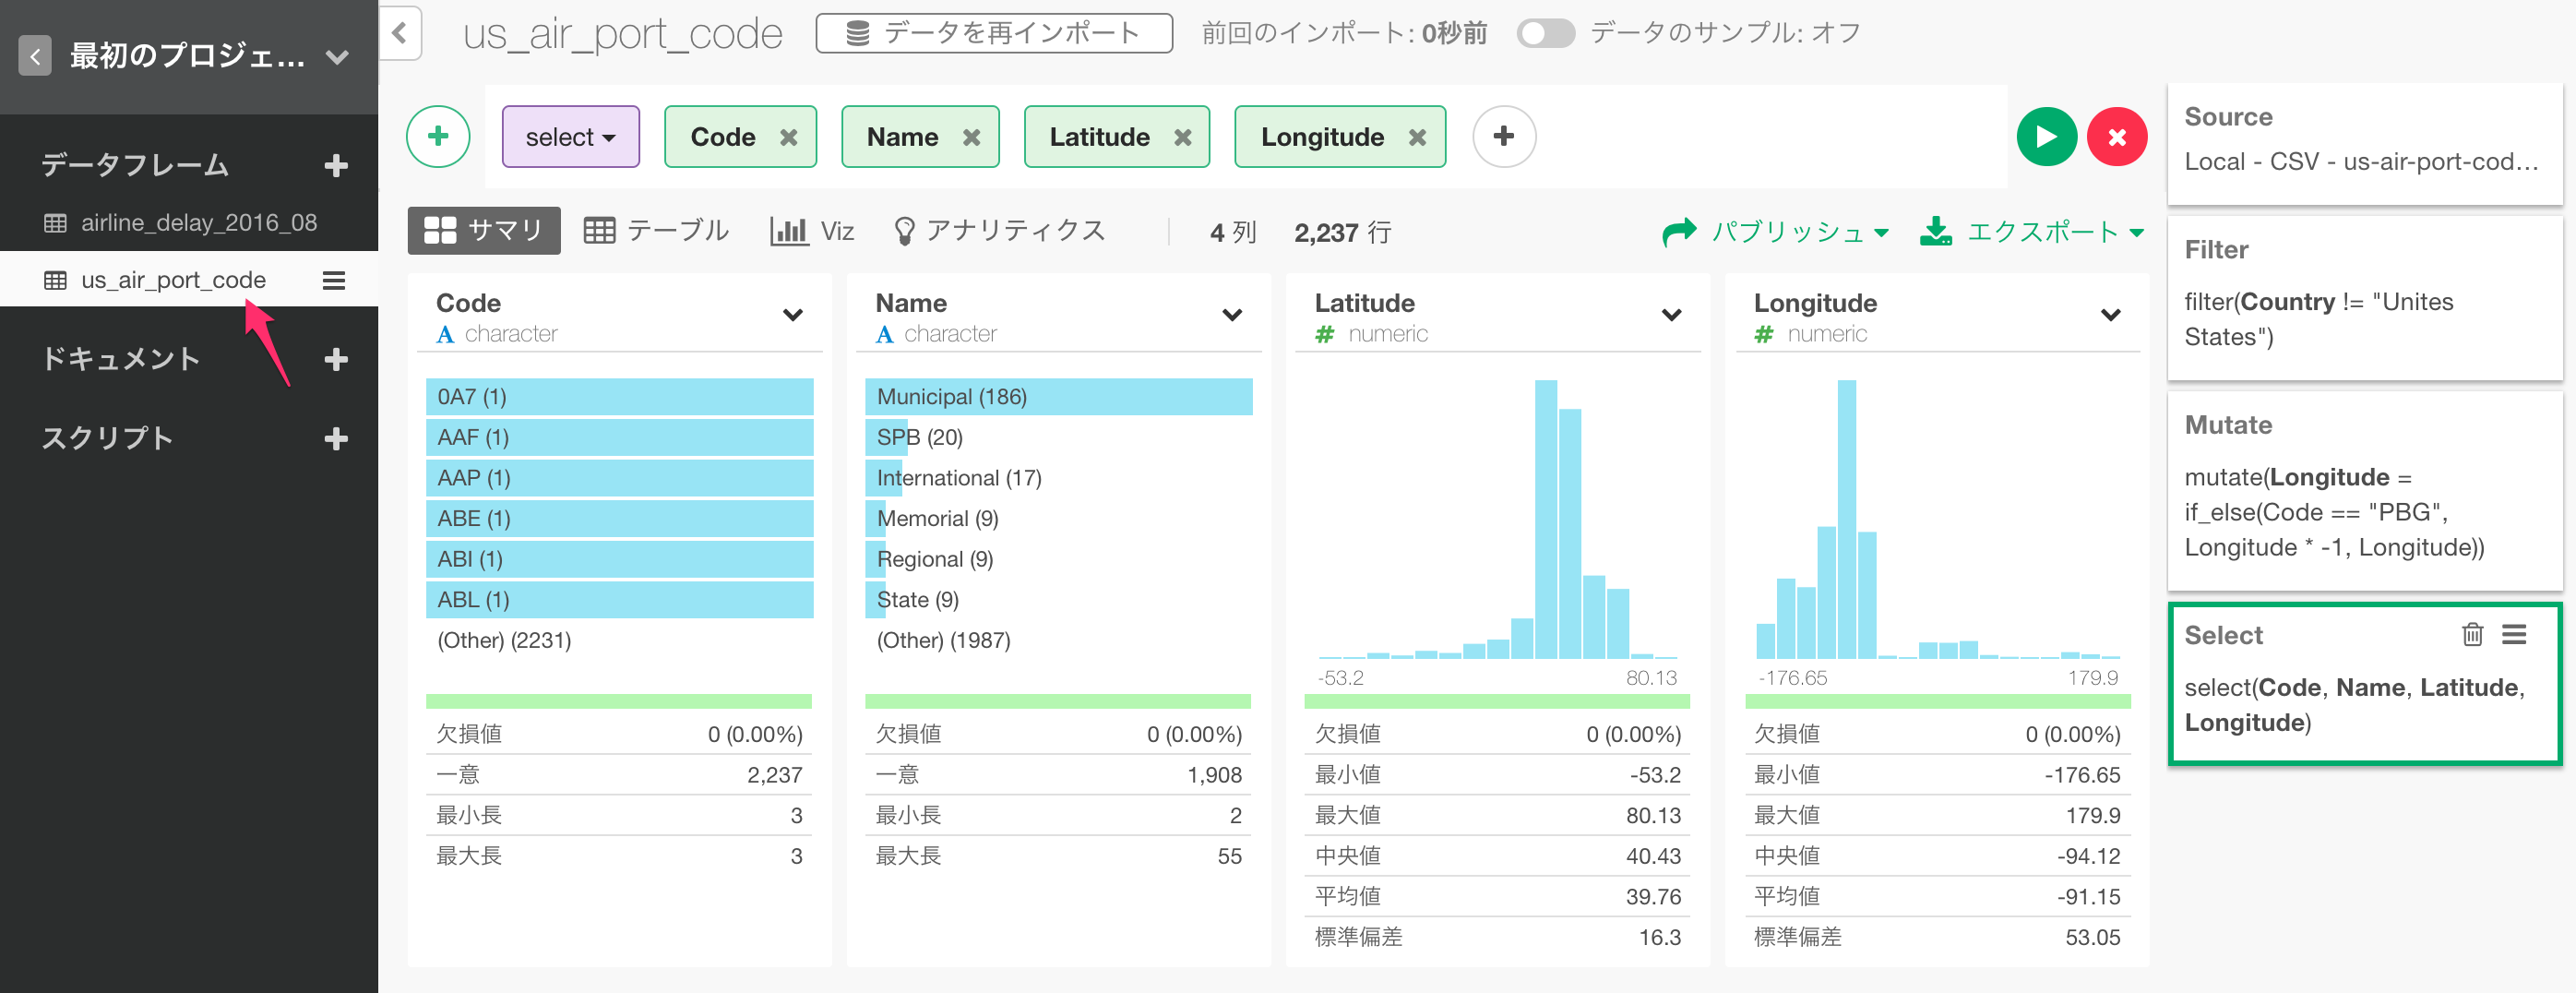 最初のプロジェ...
データフレーム
airline_delay_2016_08
us_air_port_code
ドキュメント
スクリプト
us_air_port_code
データを再インポート
前回のインポート: 0秒前
データのサンプル: オフ
select
Code
Name
Latitude
Longitude
サマリ
テーブル
Viz
アナリティクス
4 列
2,237 行
パブリッシュ
エクスポート
Code
A character
0A7 (1)
AAF (1)
AAP (1)
ABE (1)
ABI (1)
ABL (1)
(Other) (2231)
欠損値 0 (0.00%)
一意 2,237
最小長 3
最大長 3
Name
A character
Municipal (186)
SPB (20)
International (17)
Memorial (9)
Regional (9)
State (9)
(Other) (1987)
欠損値 0 (0.00%)
一意 1,908
最小長 2
最大長 55
Latitude
# numeric
-53.2 80.13
欠損値 0 (0.00%)
最小値 -53.2
最大値 80.13
中央値 40.43
平均値 39.76
標準偏差 16.3
Longitude
# numeric
-176.65 179.9
欠損値 0 (0.00%)
最小値 -176.65
最大値 179.9
中央値 -94.12
平均値 -91.15
標準偏差 53.05
Source
Local - CSV - us-air-port-cod...
Filter
filter(Country != "Unites
States")
Mutate
mutate(Longitude =
if_else(Code == "PBG",
Longitude * -1, Longitude))
Select
select(Code, Name, Latitude,
Longitude)